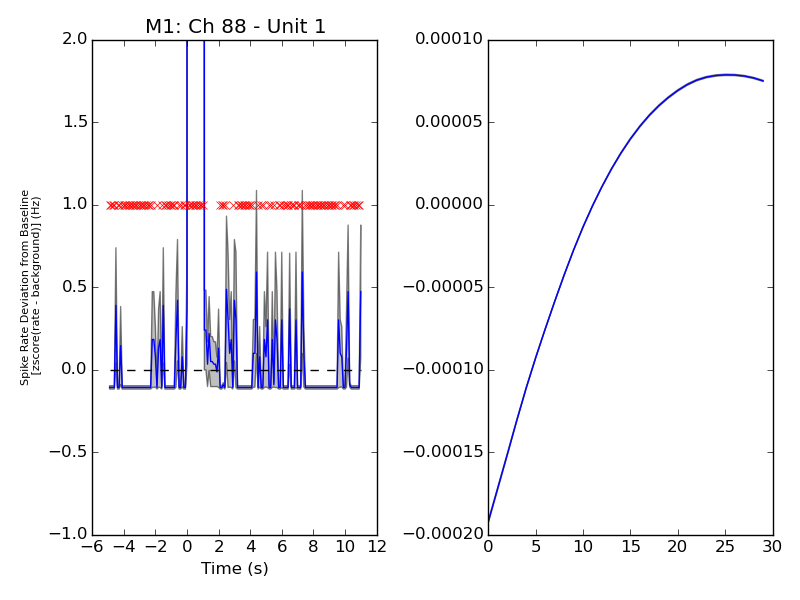 M1: Ch 88 - Unit 1
2.0
1.5
1.0
0.5
0.0
−0.5
−1.0
Spike Rate Deviation from Baseline
[zscore(rate - background)] (Hz)
−6 −4 −2 0 2 4 6 8 10 12
Time (s)
0.00010
0.00005
0.00000
−0.00005
−0.00010
−0.00015
−0.00020
0 5 10 15 20 25 30